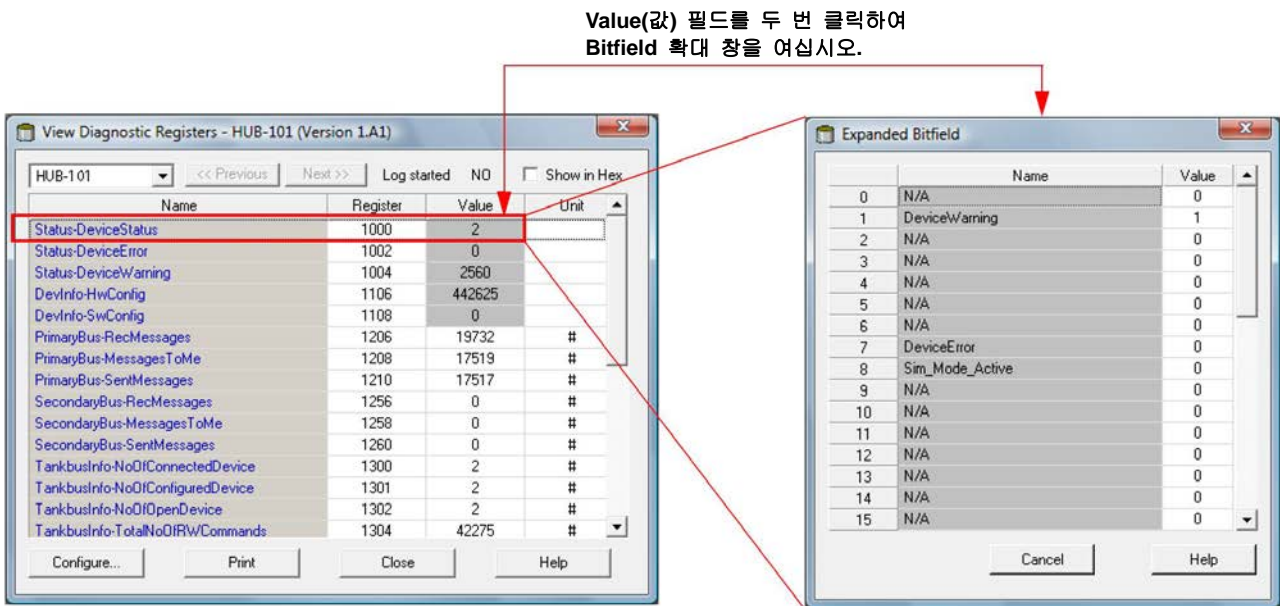 Value(값) 필드를 두 번 클릭하여
Bitfield 확대 창을 여십시오.
View Diagnostic Registers - HUB-101 (Version 1.A1)
HUB-101 << Previous Next >> Log started NO Show in Hex
Name Register Value Unit
Status-DeviceStatus 1000 2
Status-DeviceError 1002 0
Status-DeviceWarning 1004 2560
DevInfo-HwConfig 1106 442625
DevInfo-SwConfig 1108 0
PrimaryBus-RecMessages 1206 19732 #
PrimaryBus-MessagesToMe 1208 17519 #
PrimaryBus-SentMessages 1210 17517 #
SecondaryBus-RecMessages 1256 0 #
SecondaryBus-MessagesToMe 1258 0 #
SecondaryBus-SentMessages 1260 0 #
TankbusInfo-NoOfConnectedDevice 1300 2 #
TankbusInfo-NoOfConfiguredDevice 1301 2 #
TankbusInfo-NoOfOpenDevice 1302 2 #
TankbusInfo-TotalNoOfRWCommands 1304 42275 #
Configure... Print Close Help
Expanded Bitfield
Name Value
0 N/A 0
1 DeviceWarning 1
2 N/A 0
3 N/A 0
4 N/A 0
5 N/A 0
6 N/A 0
7 DeviceError 0
8 Sim_Mode_Active 0
9 N/A 0
10 N/A 0
11 N/A 0
12 N/A 0
13 N/A 0
14 N/A 0
15 N/A 0
Cancel Help